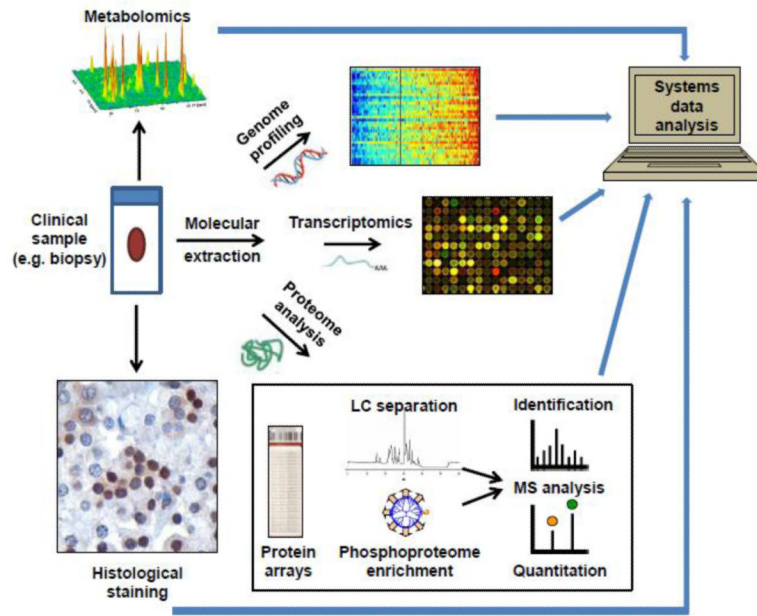 Metabolomics
Systems
data
analysis
Genome
profiling
Clinical
sample
(e.g. biopsy)
Molecular
extraction
Transcriptomics
Proteome
analysis
LC separation
Identification
MS analysis
Protein
arrays
Phosphoproteome
enrichment
Quantitation
Histological
staining